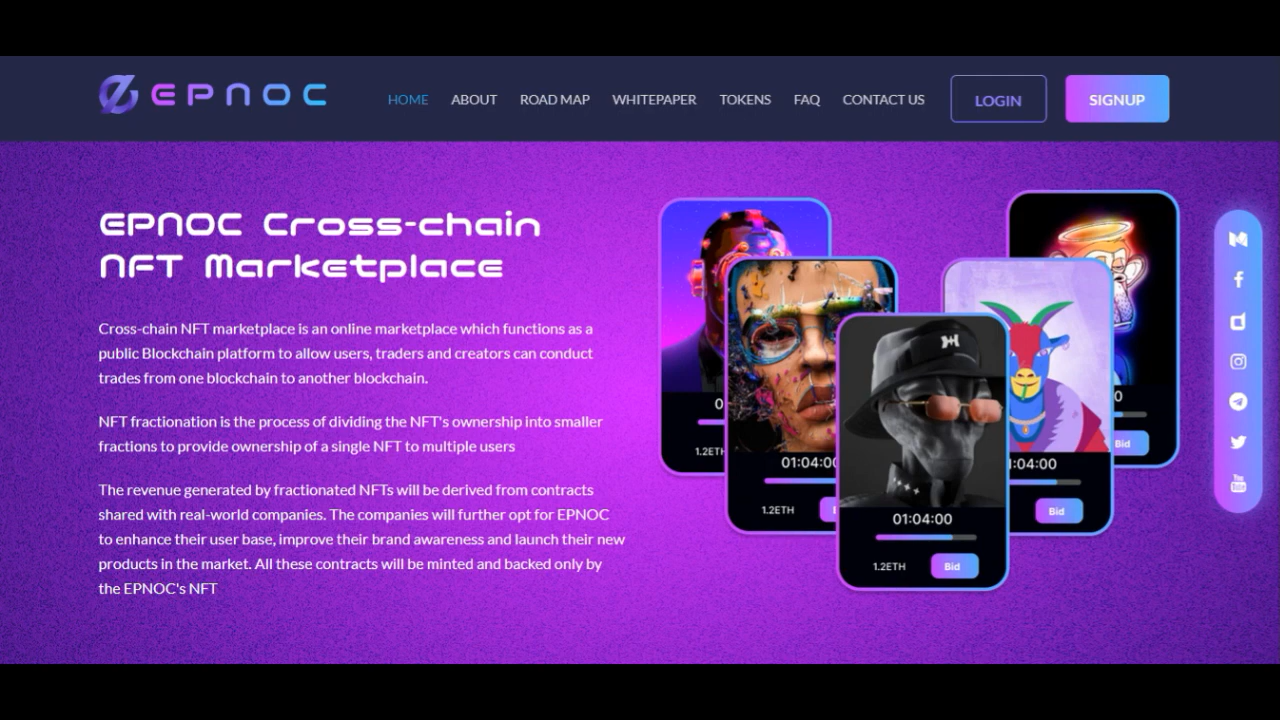 EPNOC
HOME ABOUT ROAD MAP WHITEPAPER TOKENS FAQ CONTACT US LOGIN SIGNUP
EPNOC Cross-chain
NFT Marketplace
Cross-chain NFT marketplace is an online marketplace which functions as a
public Blockchain platform to allow users, traders and creators can conduct
trades from one blockchain to another blockchain.
NFT fractionation is the process of dividing the NFT's ownership into smaller
fractions to provide ownership of a single NFT to multiple users
The revenue generated by fractionated NFTs will be derived from contracts
shared with real-world companies. The companies will further opt for EPNOC
to enhance their user base, improve their brand awareness and launch their new
products in the market. All these contracts will be minted and backed only by
the EPNOC's NFT
01:04:00
1.2ETH Bid
01:04:00
1.2ETH
:04:00
Bid
Bid
1.2ETH
You
Tube